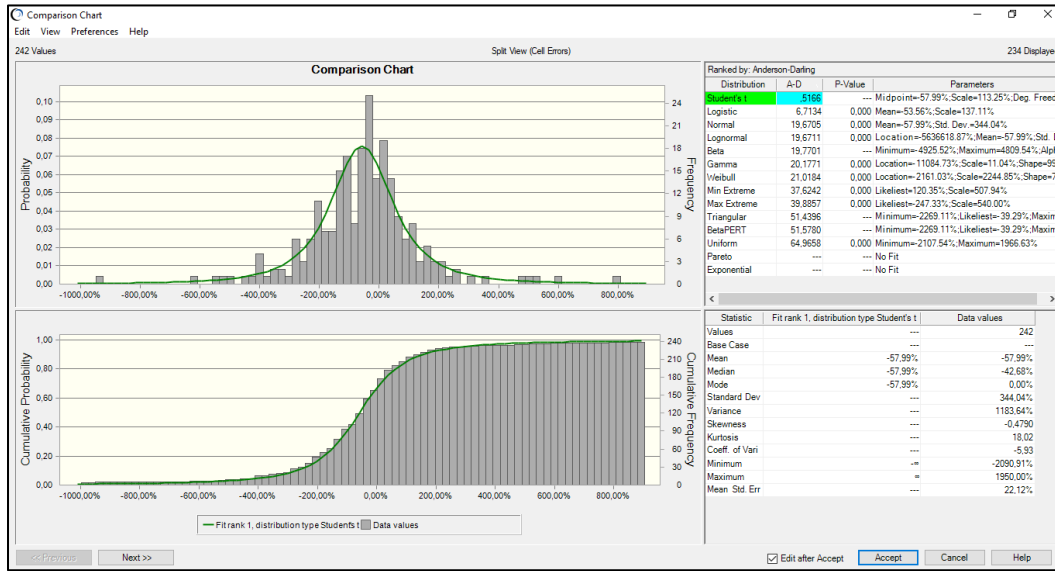 Comparison Chart
Edit View Preferences Help
242 Values Split View (Cell Errors) 234 Displayed
Comparison Chart
Probability
0,10
0,09
0,08
0,07
0,06
0,05
0,04
0,03
0,02
0,01
0,00
24
21
18
15
12
9
6
3
0
Frequency
-1000,00% -800,00% -600,00% -400,00% -200,00% 0,00% 200,00% 400,00% 600,00% 800,00%
Cumulative Probability
1,00
0,80
0,60
0,40
0,20
0,00
240
210
180
150
120
90
60
30
0
Cumulative Frequency
-1000,00% -800,00% -600,00% -400,00% -200,00% 0,00% 200,00% 400,00% 600,00% 800,00%
Fit rank 1, distribution type Student's t Data values
Ranked by: Anderson-Darling
Distribution A-D P-Value Parameters
Student's t ,5166 --- Midpoint=-57.99%;Scale=113.25%;Deg. Freed
Logistic 6,7134 0,000 Mean=-53.56%;Scale=137.11%
Normal 19,6705 0,000 Mean=-57.99%;Std. Dev.=344.04%
Lognormal 19,6711 0,000 Location=-5636618.87%;Mean=-57.99%;Std.
Beta 19,7701 --- Minimum=-4925.52%;Maximum=4809.54%;Alph
Gamma 20,1771 0,000 Location=-11084.73%;Scale=11.04%;Shape=99
Weibull 21,0184 0,000 Location=-2161.03%;Scale=2244.85%;Shape=7
Min Extreme 37,6242 0,000 Likeliest=120.35%;Scale=507.94%
Max Extreme 39,8857 0,000 Likeliest=-247.33%;Scale=540.00%
Triangular 51,4396 --- Minimum=-2269.11%;Likeliest=-39.29%;Maxim
BetaPERT 51,5780 --- Minimum=-2269.11%;Likeliest=-39.29%;Maxim
Uniform 64,9658 0,000 Minimum=-2107.54%;Maximum=1966.63%
Pareto --- --- No Fit
Exponential --- --- No Fit
Statistic Fit rank 1, distribution type Student's t Data values
Values --- 242
Base Case --- ---
Mean -57,99% -57,99%
Median -57,99% -42,68%
Mode -57,99% 0,00%
Standard Dev --- 344,04%
Variance --- 1183,64%
Skewness --- -0,4790
Kurtosis --- 18,02
Coeff. of Vari --- -5,93
Minimum -∞ -2090,91%
Maximum ∞ 1950,00%
Mean Std. Err --- 22,12%
<< Previous Next >> Edit after Accept Accept Cancel Help